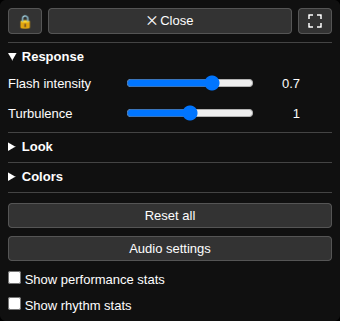 Close
Response
Flash intensity 0.7
Turbulence 1
Look
Colors
Reset all
Audio settings
Show performance stats
Show rhythm stats